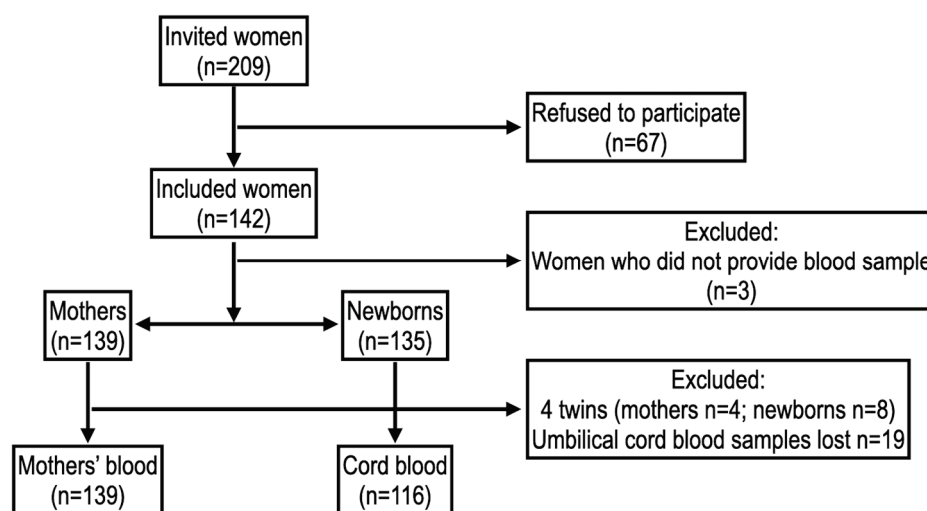 Invited women
(n=209)
Refused to participate
(n=67)
Included women
(n=142)
Excluded:
Women who did not provide blood sample
(n=3)
Mothers
(n=139)
Newborns
(n=135)
Excluded:
4 twins (mothers n=4; newborns n=8)
Umbilical cord blood samples lost n=19
Mothers’ blood
(n=139)
Cord blood
(n=116)